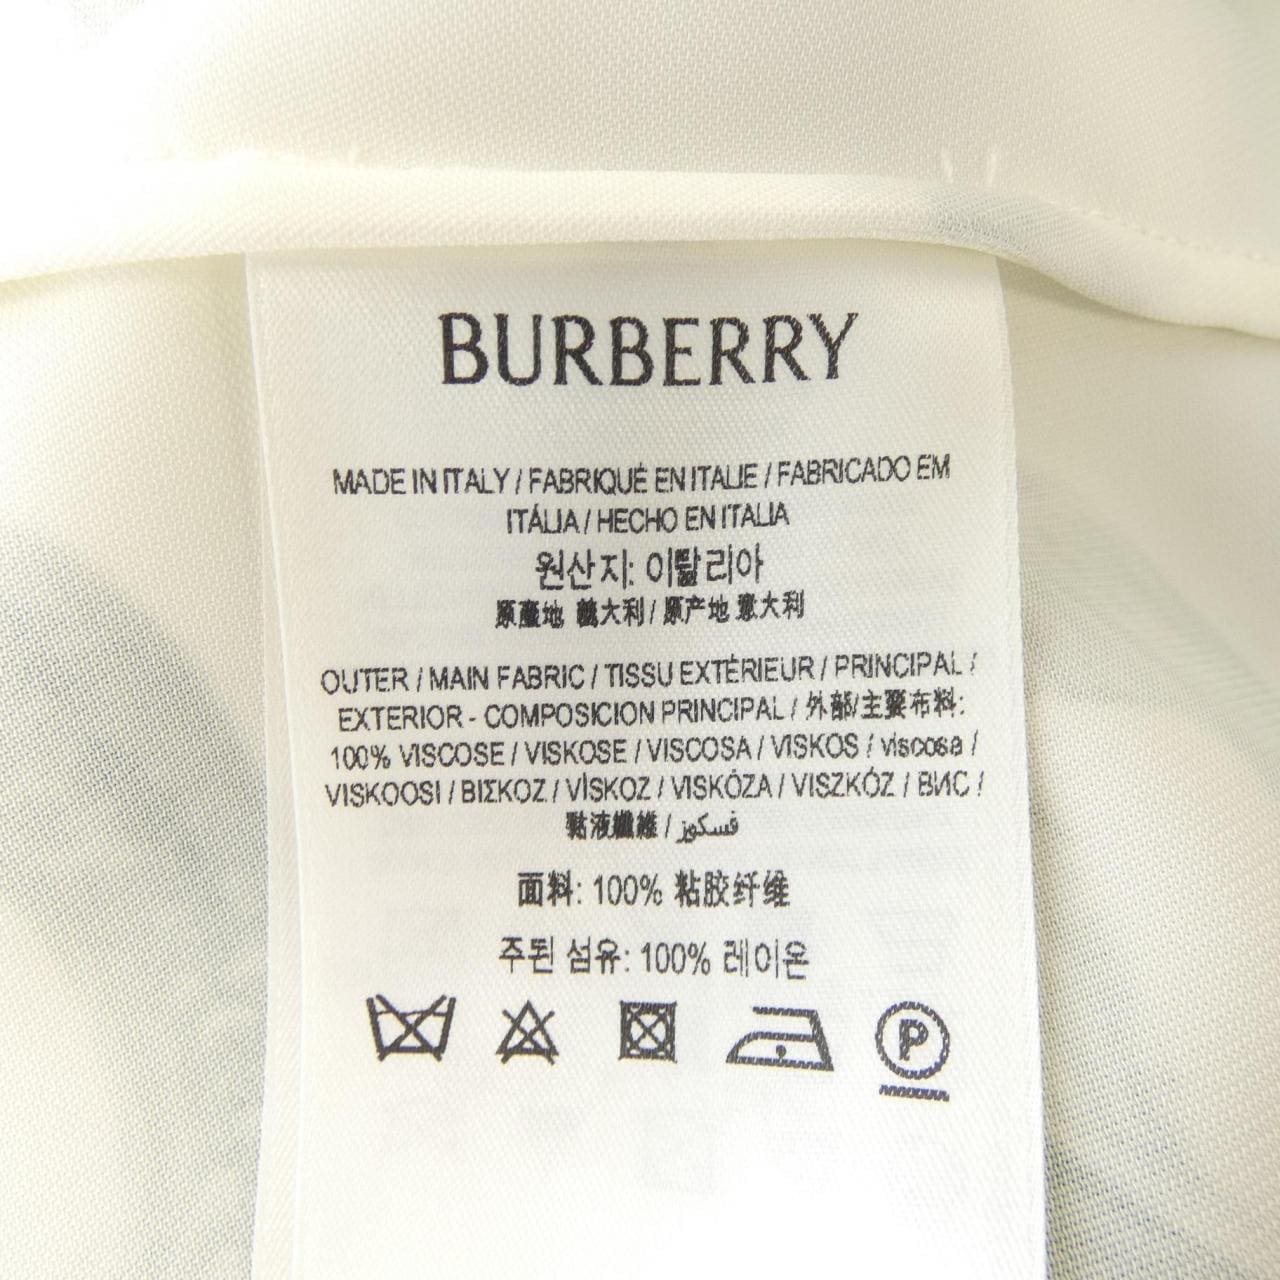 BURBERRY
MADE IN ITALY / FABRIQUÉ EN ITALIE / FABRICADO EM
ITÁLIA / HECHO EN ITALIA
원산지: 이탈리아
原產地 義大利 / 原产地 意大利
OUTER / MAIN FABRIC / TISSU EXTÉRIEUR / PRINCIPAL /
EXTERIOR - COMPOSICION PRINCIPAL / 外部/主要布料:
100% VISCOSE / VISKOSE / VISCOSA / VISKOS / viscosa /
VISKOOSI / ΒΙΣΚΟΖ / VİSKOZ / VISKÓZA / VISZKÓZ / ВИС /
黏液纖維 / فسكوز
面料: 100% 粘胶纤维
주된 섬유: 100% 레이온
P